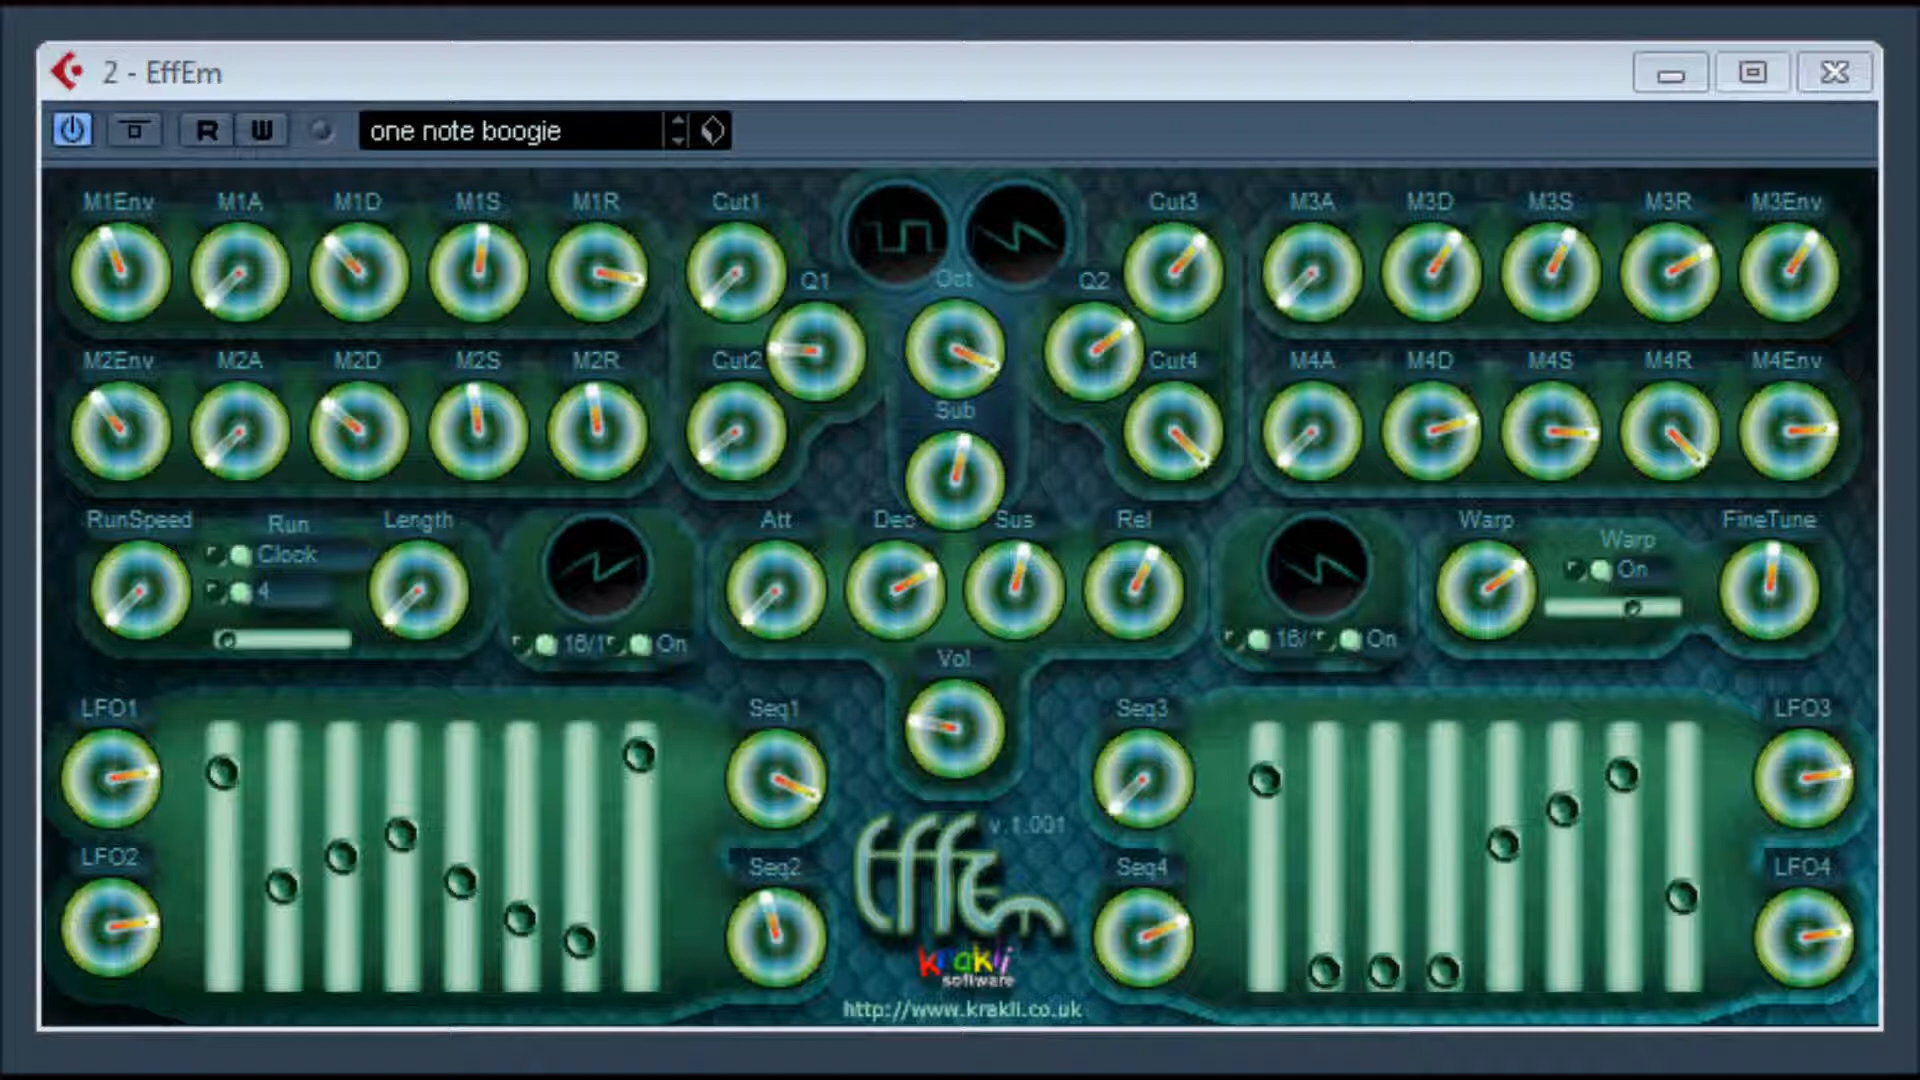 2 - EffEm
R W one note boogie
M1Env M1A M1D M1S M1R Cut1 Cut3 M3A M3D M3S M3R M3Env
Q1 Oct Q2
M2Env M2A M2D M2S M2R Cut2 Cut4 M4A M4D M4S M4R M4Env
Sub
RunSpeed Run Length Att Dec Sus Rel Warp FineTune
Warp
Clock
On
4
16/1 On 16/ On
Vol
LFO1 Seq1 Seq3 LFO3
v.1.001
EffEm
LFO2 Seq2 Seq4 LFO4
krakli
software
http://www.krakli.co.uk